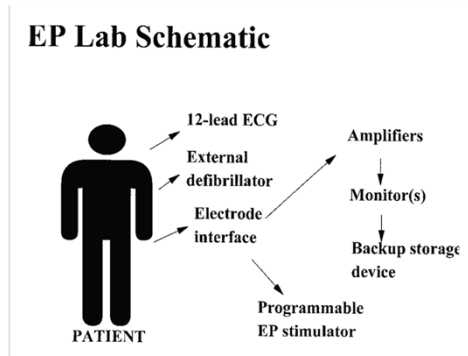 EP Lab Schematic
12-lead ECG
External
defibrillator
Electrode
interface
Amplifiers
Monitor(s)
Backup storage
device
Programmable
EP stimulator
PATIENT